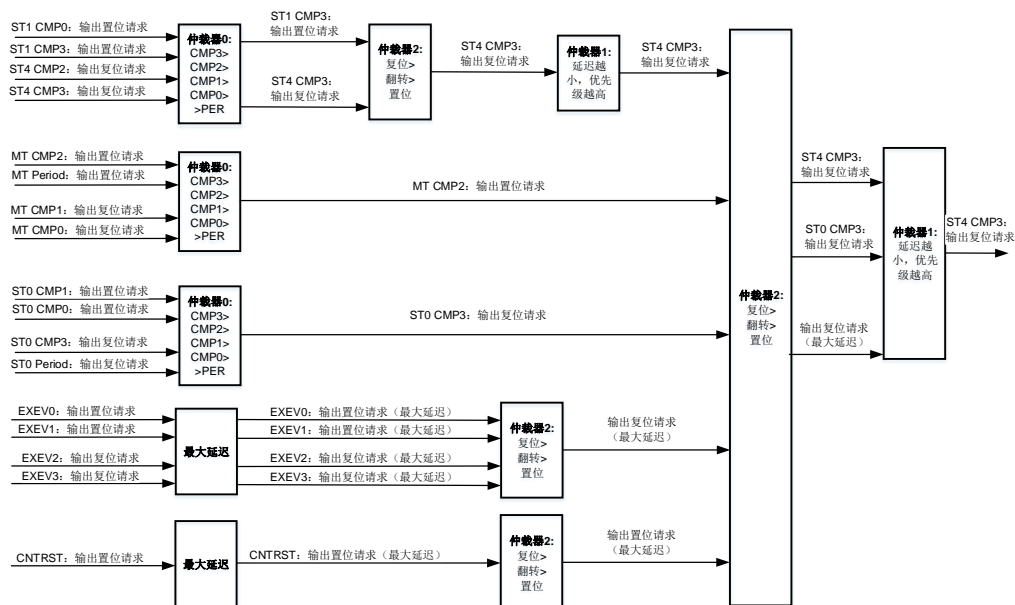 ST1 CMP0：输出置位请求
ST1 CMP3：输出置位请求
ST4 CMP2：输出复位请求
ST4 CMP3：输出复位请求
仲裁器0:
CMP3>
CMP2>
CMP1>
CMP0>
>PER
ST1 CMP3：
输出置位请求
ST4 CMP3：
输出复位请求
仲裁器2:
复位>
翻转>
置位
ST4 CMP3：
输出复位请求
仲裁器1:
延迟越
小，优先
级越高
ST4 CMP3：
输出复位请求
MT CMP2：输出置位请求
MT Period：输出置位请求
MT CMP1：输出复位请求
MT CMP0：输出复位请求
仲裁器0:
CMP3>
CMP2>
CMP1>
CMP0>
>PER
MT CMP2：输出置位请求
ST0 CMP1：输出置位请求
ST0 CMP0：输出置位请求
ST0 CMP3：输出复位请求
ST0 Period：输出复位请求
仲裁器0:
CMP3>
CMP2>
CMP1>
CMP0>
>PER
ST0 CMP3：输出复位请求
EXEV0：输出置位请求
EXEV1：输出置位请求
EXEV2：输出复位请求
EXEV3：输出复位请求
最大延迟
EXEV0：输出置位请求（最大延迟）
EXEV1：输出置位请求（最大延迟）
EXEV2：输出复位请求（最大延迟）
EXEV3：输出复位请求（最大延迟）
仲裁器2:
复位>
翻转>
置位
输出复位请求
（最大延迟）
CNTRST：输出置位请求
最大延迟
CNTRST：输出置位请求（最大延迟）
仲裁器2:
复位>
翻转>
置位
输出置位请求
（最大延迟）
仲裁器2:
复位>
翻转>
置位
ST4 CMP3：
输出复位请求
ST0 CMP3：
输出复位请求
输出复位请求
（最大延迟）
仲裁器1:
延迟越
小，优先
级越高
ST4 CMP3：
输出复位请求